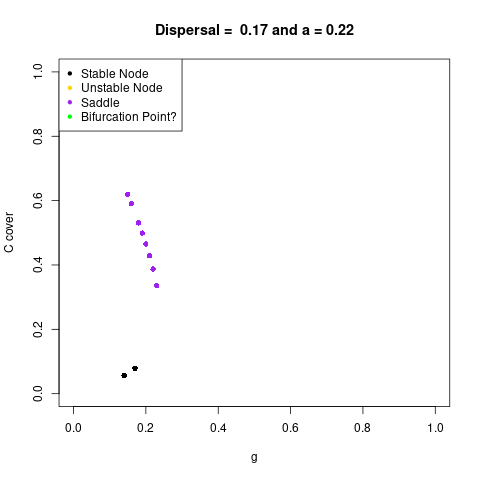 Dispersal =  0.17 and a = 0.22
Stable Node
Unstable Node
Saddle
Bifurcation Point?
C cover
1.0
0.8
0.6
0.4
0.2
0.0
0.0 0.2 0.4 0.6 0.8 1.0
g